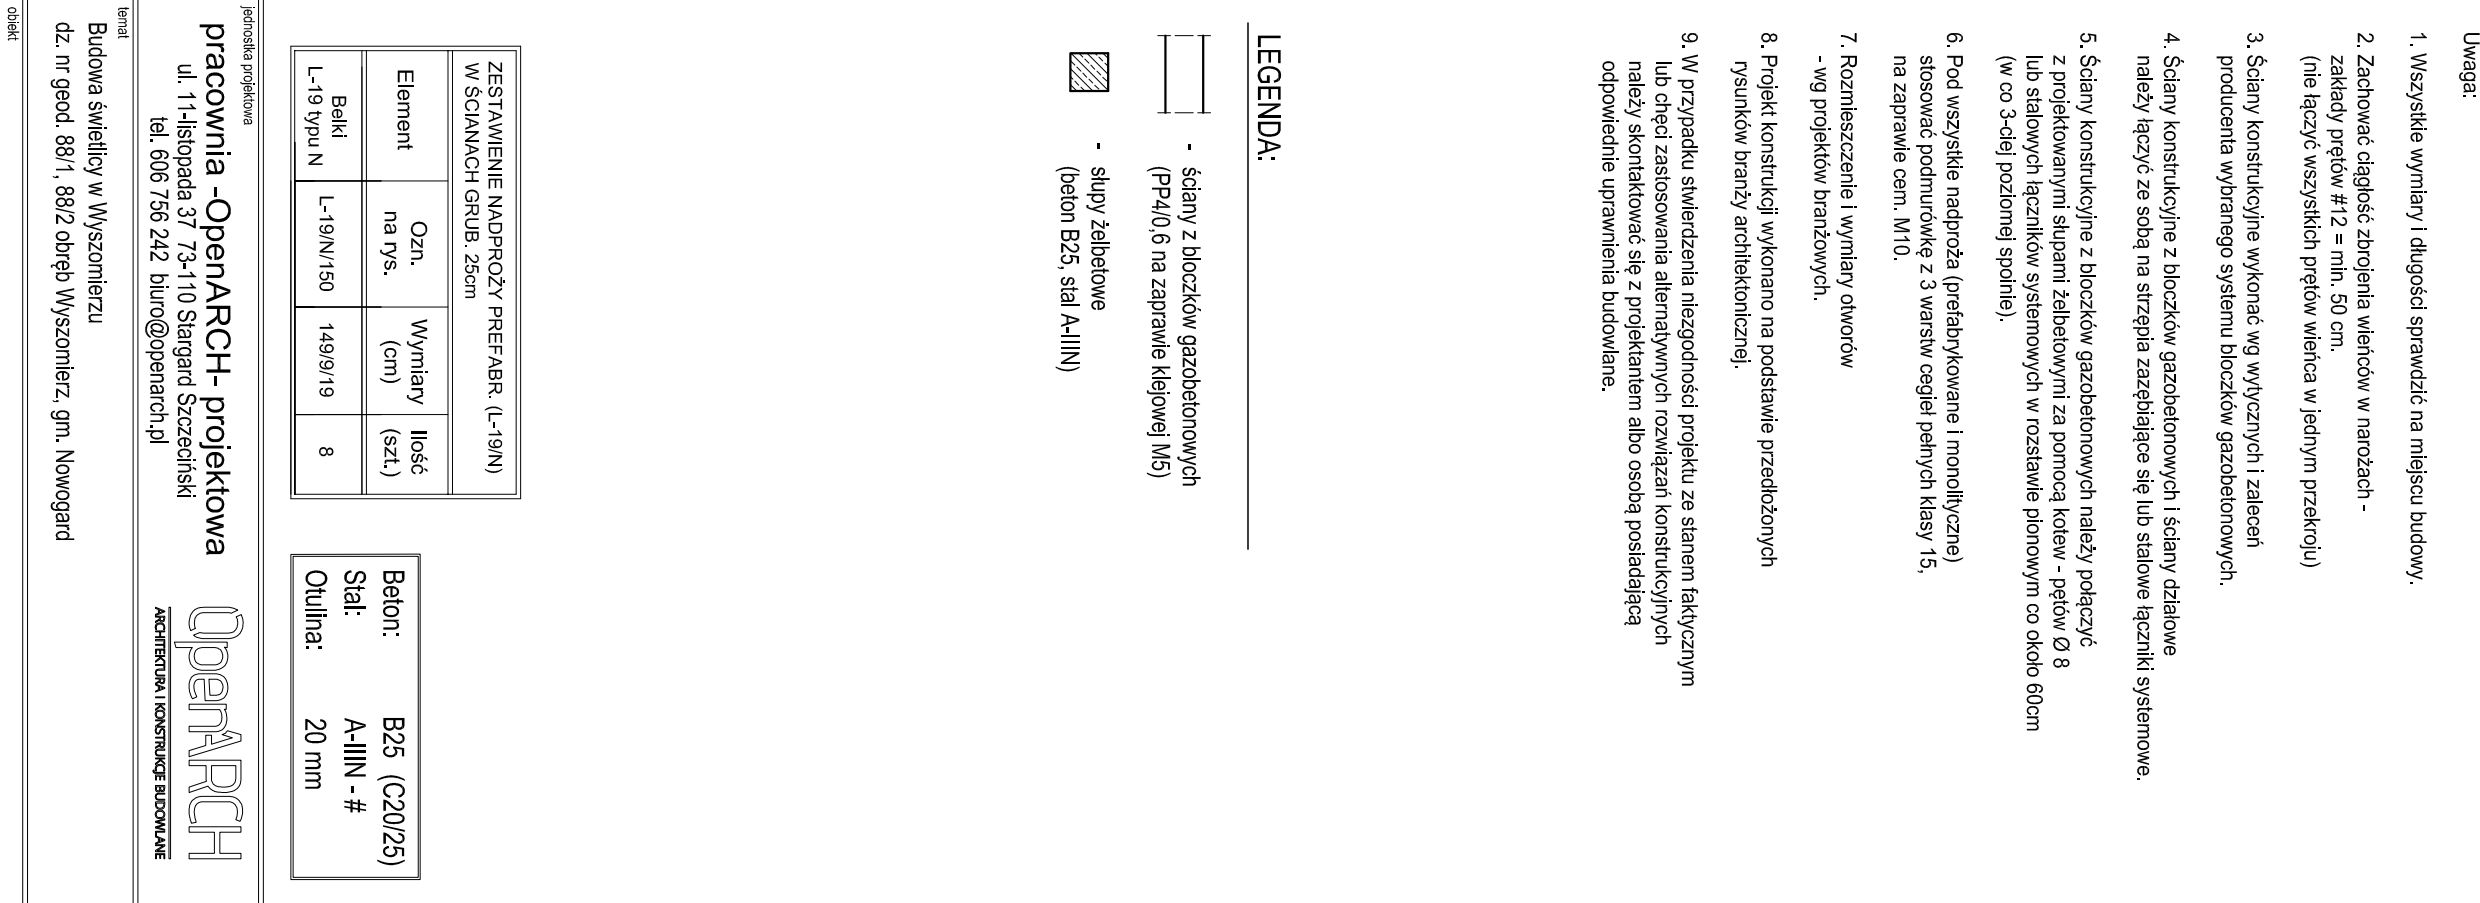 Uwaga:
1. Wszystkie wymiary i długości sprawdzić na miejscu budowy.
2. Zachować ciągłość zbrojenia wieńców w narożach -
zakłady prętów #12 = min. 50 cm.
(nie łączyć wszystkich prętów wieńca w jednym przekroju)
3. Ściany konstrukcyjne wykonać wg wytycznych i zaleceń
producenta wybranego systemu bloczków gazobetonowych.
4. Ściany konstrukcyjne z bloczków gazobetonowych i ściany działowe
należy łączyć ze sobą na strzępia zazębiające się lub stalowe łączniki systemowe.
5. Ściany konstrukcyjne z bloczków gazobetonowych należy połączyć
z projektowanymi słupami żelbetowymi za pomocą kotew - pętów Ø 8
lub stalowych łączników systemowych w rozstawie pionowym co około 60cm
(w co 3-ciej poziomej spoinie).
6. Pod wszystkie nadproża (prefabrykowane i monolityczne)
stosować podmurówkę z 3 warstw cegieł pełnych klasy 15,
na zaprawie cem. M10.
7. Rozmieszczenie i wymiary otworów
- wg projektów branżowych.
8. Projekt konstrukcji wykonano na podstawie przedłożonych
rysunków branży architektonicznej.
9. W przypadku stwierdzenia niezgodności projektu ze stanem faktycznym
lub chęci zastosowania alternatywnych rozwiązań konstrukcyjnych
należy skontaktować się z projektantem albo osobą posiadającą
odpowiednie uprawnienia budowlane.
LEGENDA:
- ściany z bloczków gazobetonowych
(PP4/0,6 na zaprawie klejowej M5)
- słupy żelbetowe
(beton B25, stal A-IIIN)
ZESTAWIENIE NADPROŻY PREFABR. (L-19/N)
W ŚCIANACH GRUB. 25cm
Element Ozn. na rys. Wymiary (cm) Ilość (szt.)
Belki L-19 typu N L-19/N/150 149/9/19 8
Beton: B25 (C20/25)
Stal: A-IIIN - #
Otulina: 20 mm
jednostka projektowa
pracownia -OpenARCH- projektowa
ul. 11-listopada 37 73-110 Stargard Szczeciński
tel. 606 756 242 biuro@openarch.pl
OpenARCH
ARCHITEKTURA I KONSTRUKCJE BUDOWLANE
temat
Budowa świetlicy w Wyszomierzu
dz. nr geod. 88/1, 88/2 obręb Wyszomierz, gm. Nowogard
obiekt